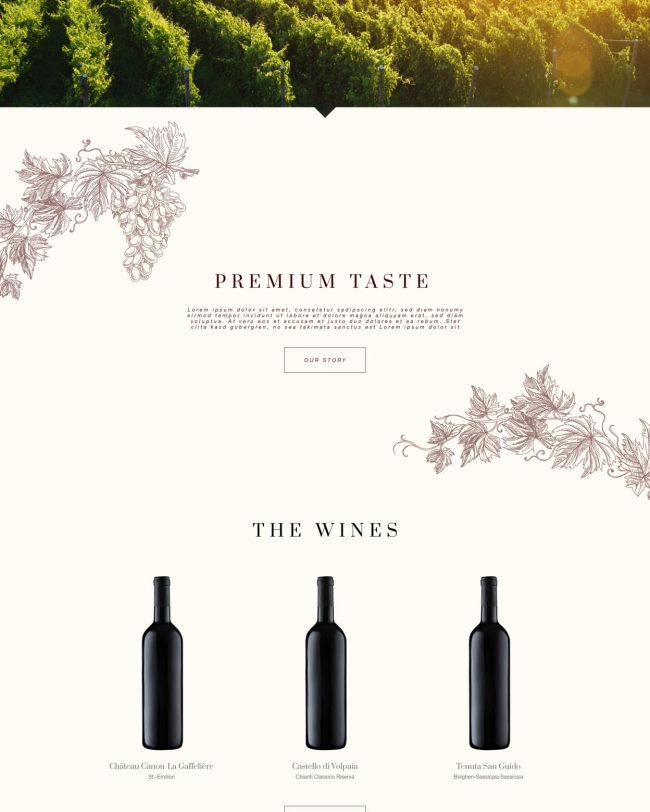 PREMIUM TASTE
Lorem ipsum dolor sit amet, consetetur sadipscing elitr, sed diam nonumy
eirmod tempor invidunt ut labore et dolore magna aliquyam erat, sed diam
voluptua. At vero eos et accusam et justo duo dolores et ea rebum. Stet
clita kasd gubergren, no sea takimata sanctus est Lorem ipsum dolor sit
OUR STORY
THE WINES
Château Canon-La Gaffelière
St.-Emilion
Castello di Volpaia
Chianti Classico Riserva
Tenuta San Guido
Bolgheri-Sassicaia Sassicaia